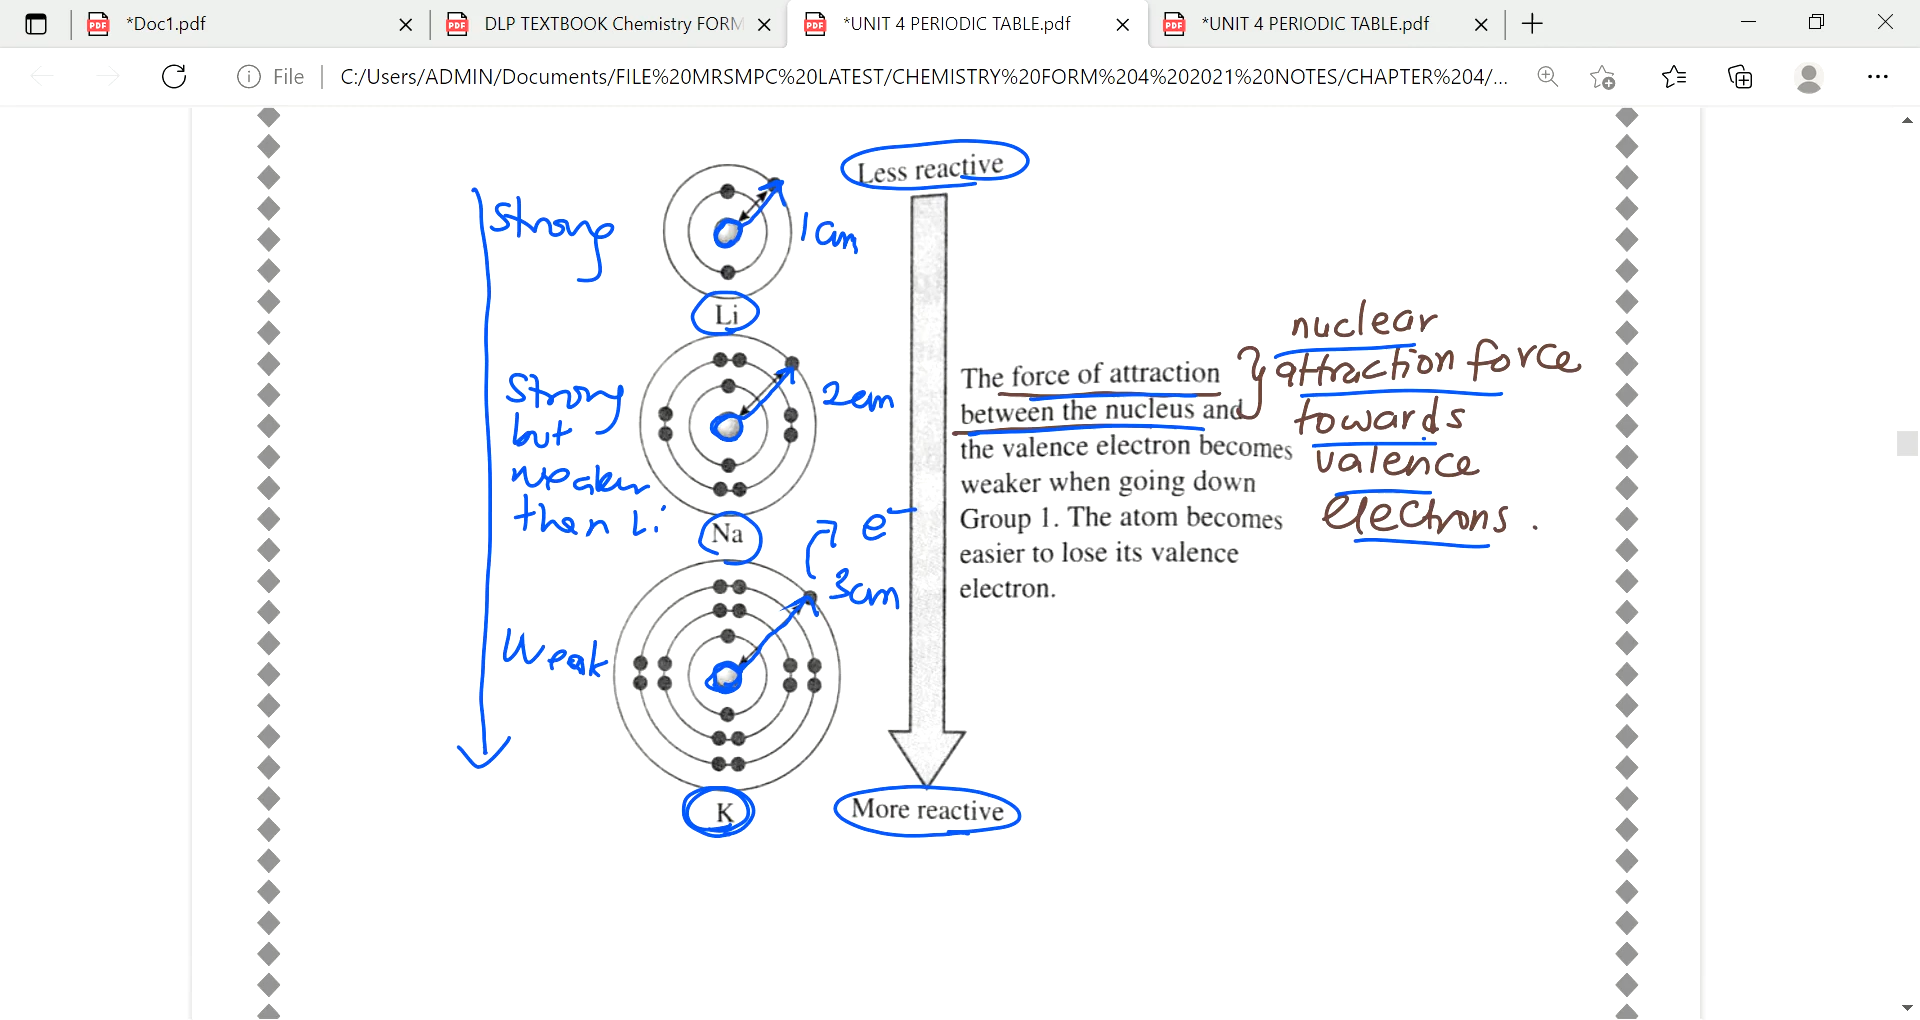 *Doc1.pdf
DLP TEXTBOOK Chemistry FORM
*UNIT 4 PERIODIC TABLE.pdf
*UNIT 4 PERIODIC TABLE.pdf
File
C:/Users/ADMIN/Documents/FILE%20MRSMPC%20LATEST/CHEMISTRY%20FORM%204%202021%20NOTES/CHAPTER%204/...
Less reactive
Strong
1cm
Li
nuclear
attraction force
towards
valence
electrons.
The force of attraction
between the nucleus and
the valence electron becomes
weaker when going down
Group 1. The atom becomes
easier to lose its valence
electron.
Strong
but
weaker
than Li
2cm
Na
e-
3cm
Weak
K
More reactive